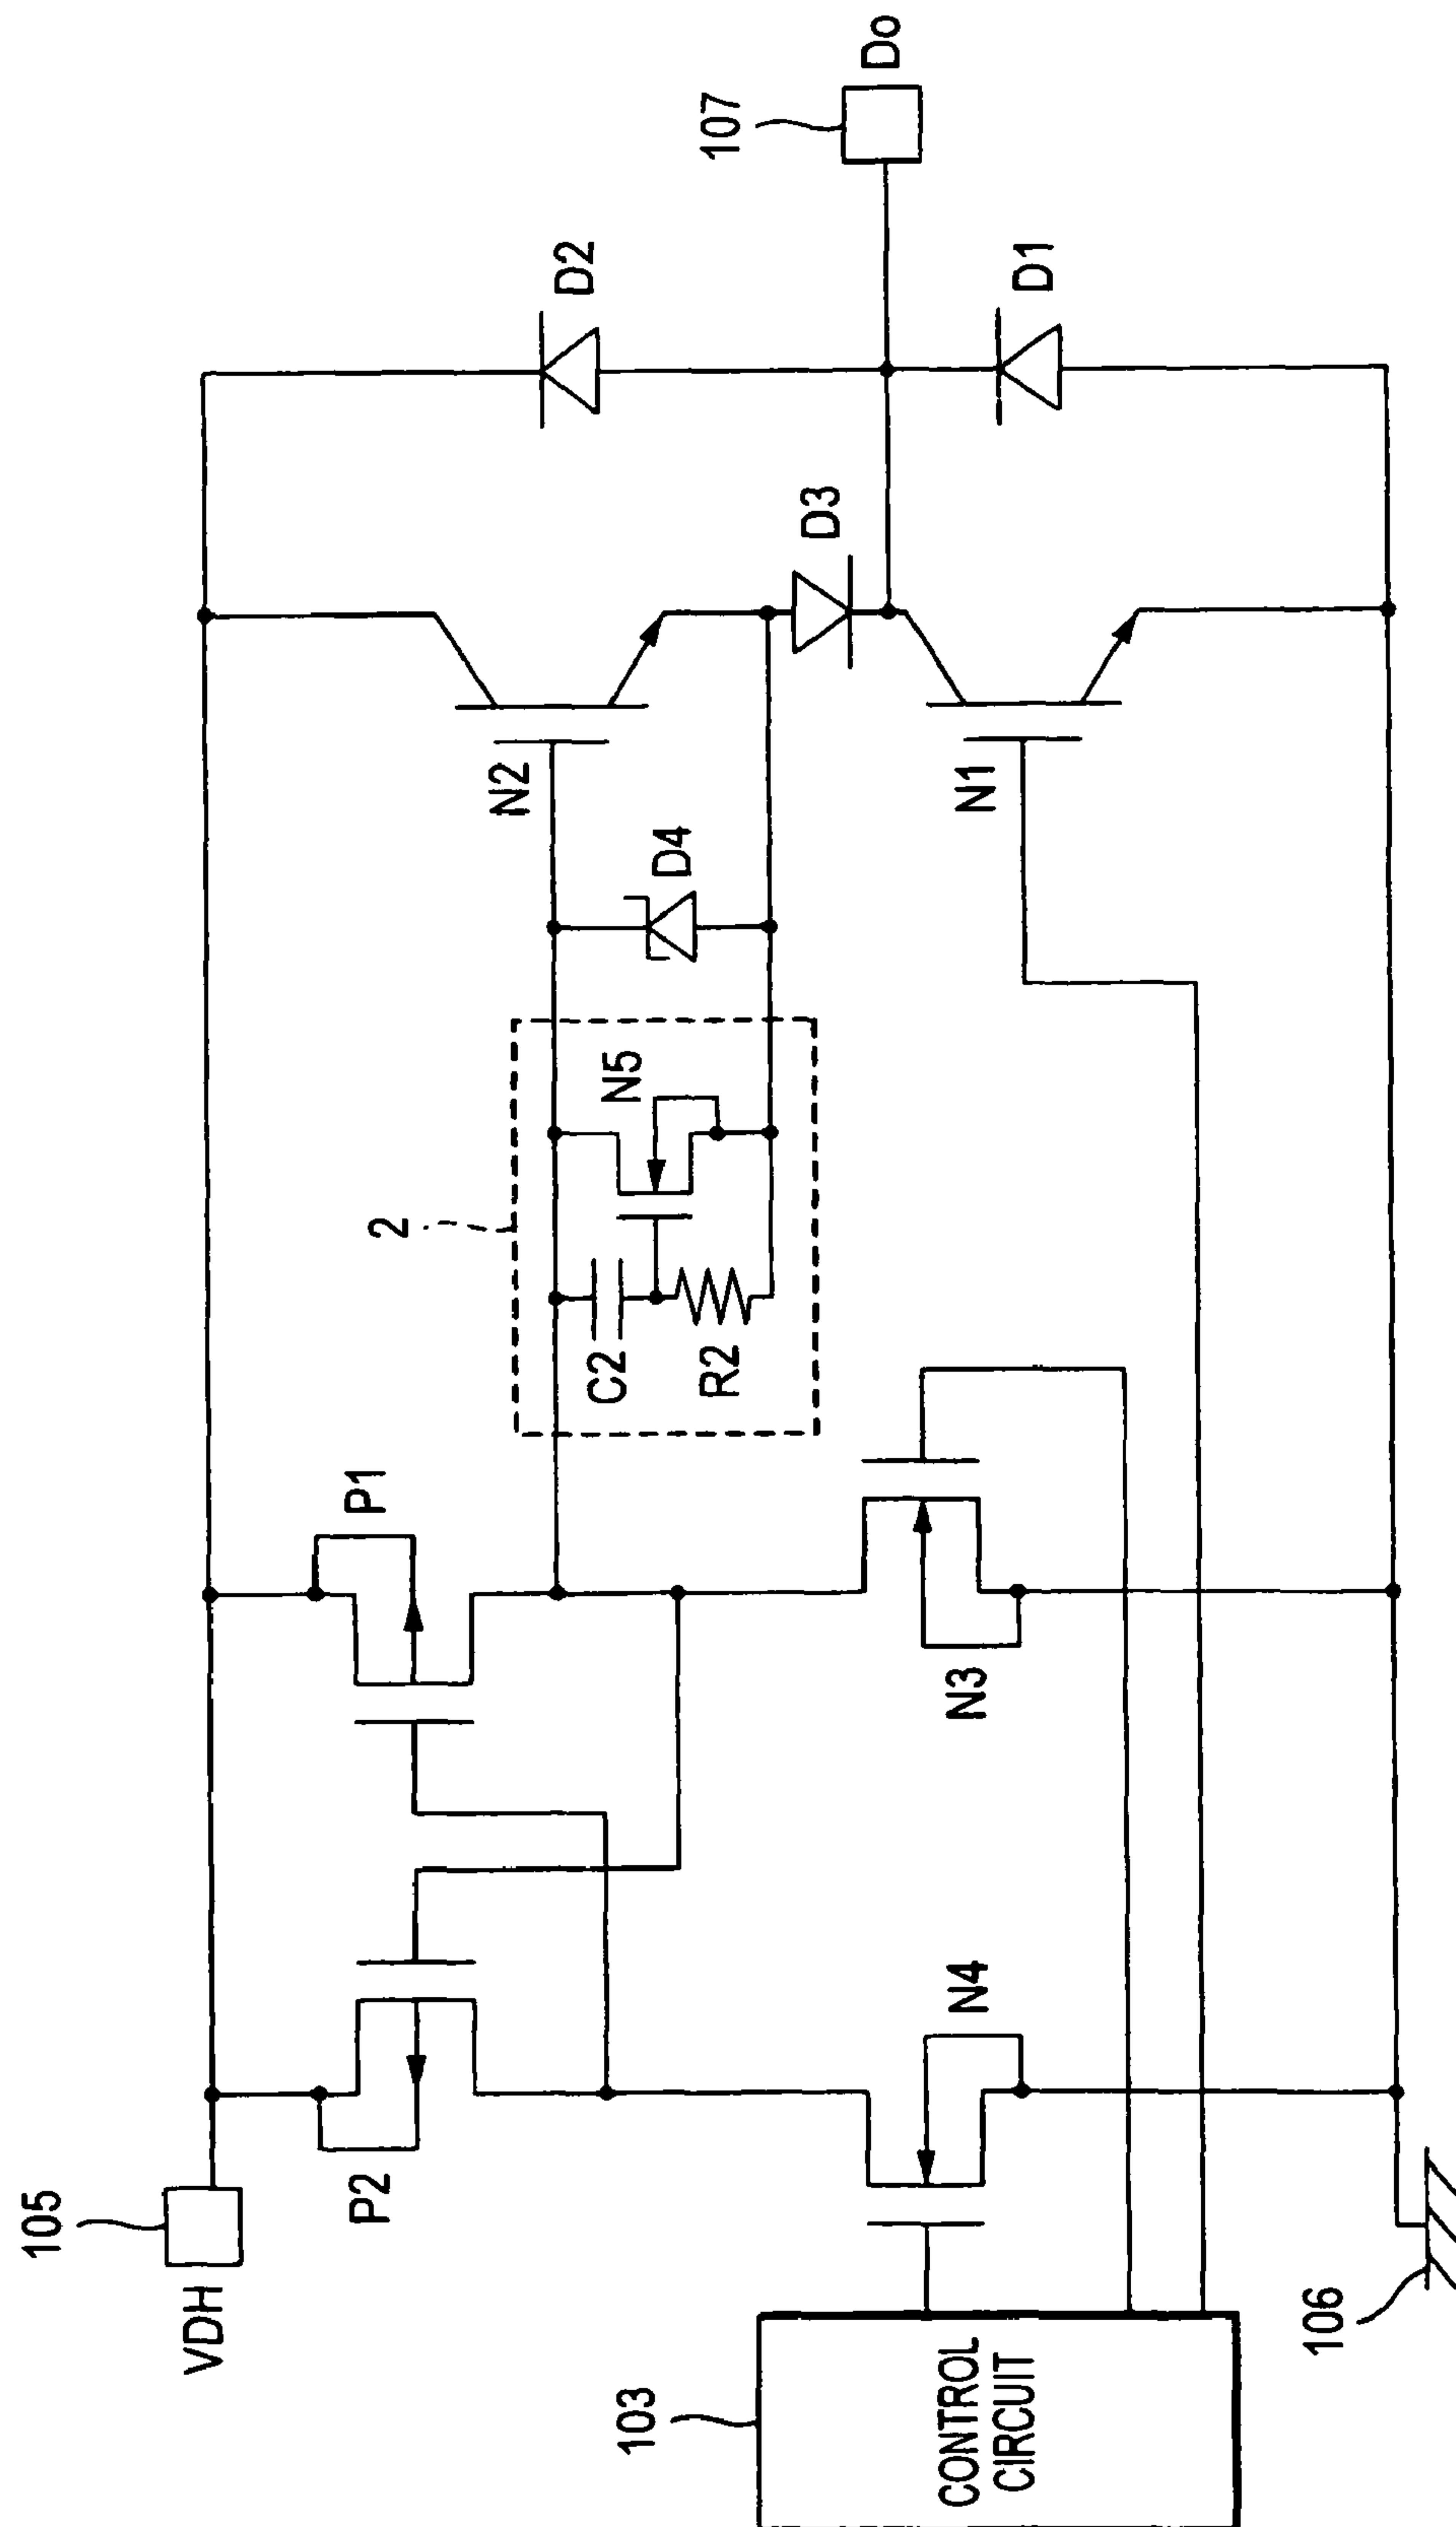 105
VDH
P2
P1
103
CONTROL
CIRCUIT
N4
N3
106
2
C2
R2
N5
D4
N2
N1
D3
D2
D1
107
Do